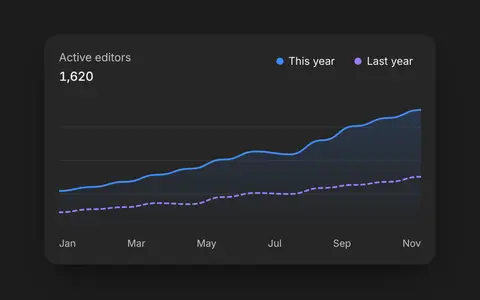 Active editors
1,620
This year
Last year
Jan Mar May Jul Sep Nov